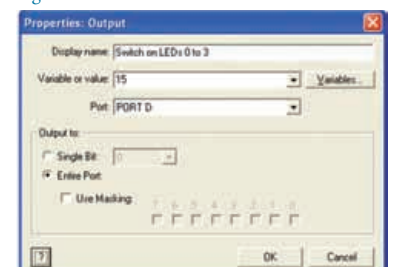 Properties: Output
Display name: Switch on LEDs 0 to 3
Variable or value: 15 Variables...
Port: PORT D
Output to:
Single Bit: 0
Entire Port
Use Masking:
7 6 5 4 3 2 1 0
? OK Cancel